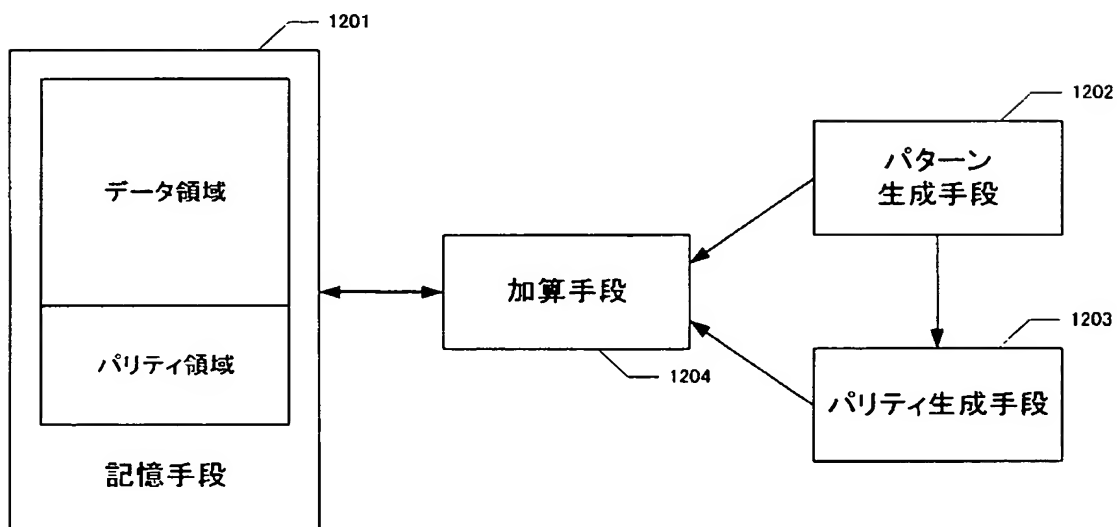 1201
データ領域
パリティ領域
記憶手段
加算手段
1204
1202
パターン
生成手段
1203
パリティ生成手段